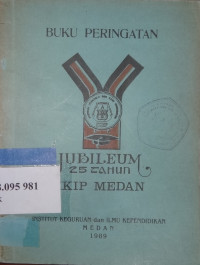 BUKU PERINGATAN
JUBILEUM
25 TAHUN
IKIP MEDAN
.095 981
INSTITUT KEGURUAN dan ILMU KEPENDIDIKAN
MEDAN
1989